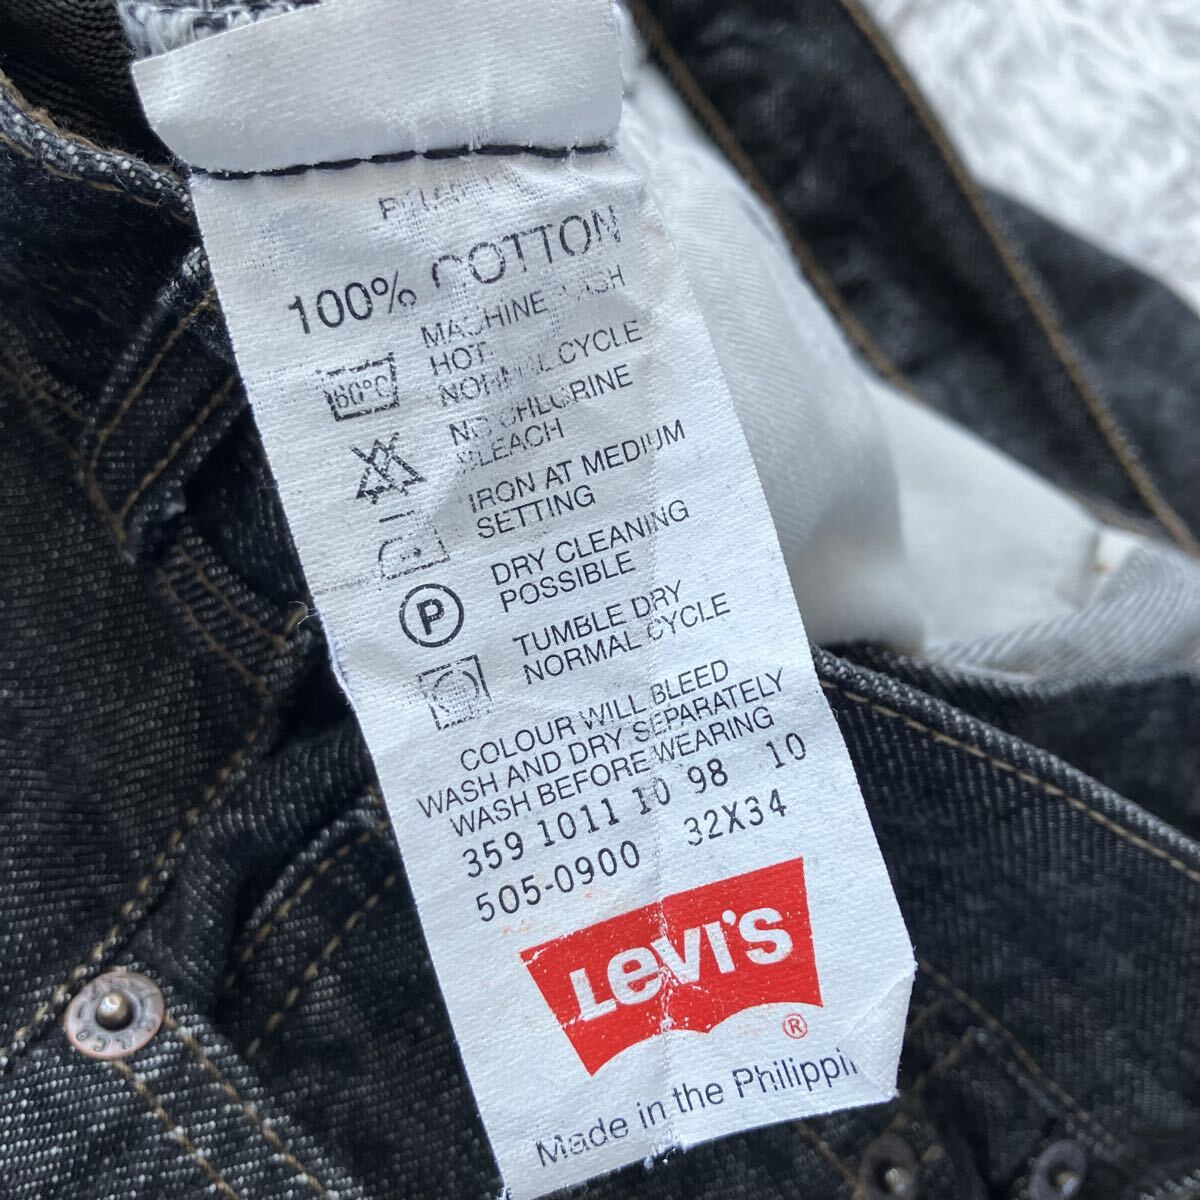 100% COTTON
60°C
MACHINE WASH
HOT
NORMAL CYCLE
NO CHLORINE
BLEACH
IRON AT MEDIUM
SETTING
P
DRY CLEANING
POSSIBLE
TUMBLE DRY
NORMAL CYCLE
COLOUR WILL BLEED
WASH AND DRY SEPARATELY
WASH BEFORE WEARING
359 1011 10 98 10
505-0900 32X34
Levi's
®
Made in the Philippin